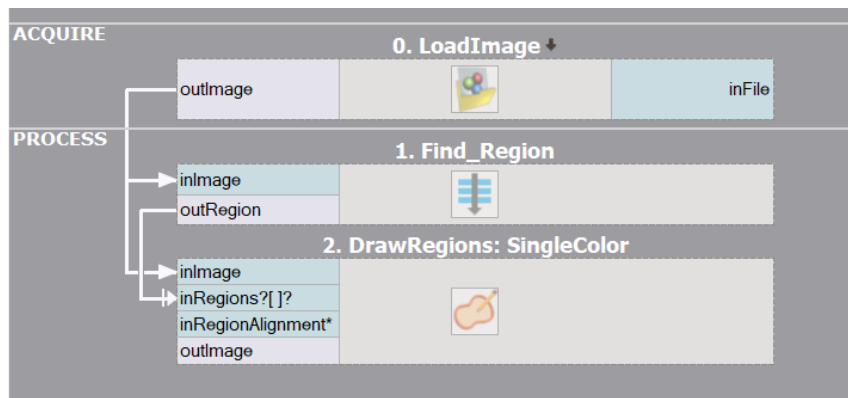 ACQUIRE
0. LoadImage
outImage
inFile
PROCESS
1. Find_Region
inImage
outRegion
2. DrawRegions: SingleColor
inImage
inRegions?[ ]?
inRegionAlignment*
outImage